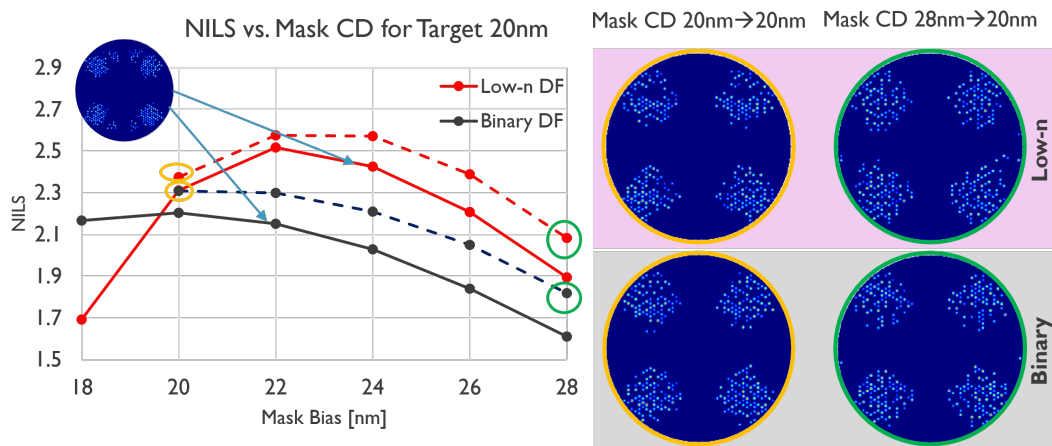 NILS vs. Mask CD for Target 20nm
Mask CD 20nm→20nm
Mask CD 28nm→20nm
2.9
2.7
2.5
2.3
2.1
1.9
1.7
1.5
NILS
Low-n DF
Binary DF
18
20
22
24
26
28
Mask Bias [nm]
Low-n
Binary